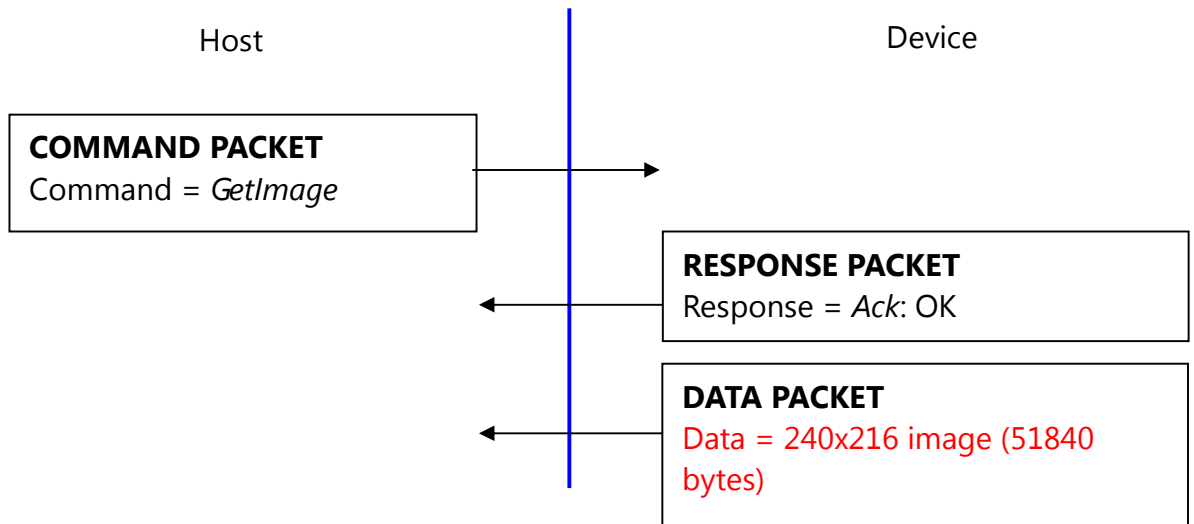 Host
Device
COMMAND PACKET
Command = GetImage
RESPONSE PACKET
Response = Ack: OK
DATA PACKET
Data = 240x216 image (51840
bytes)